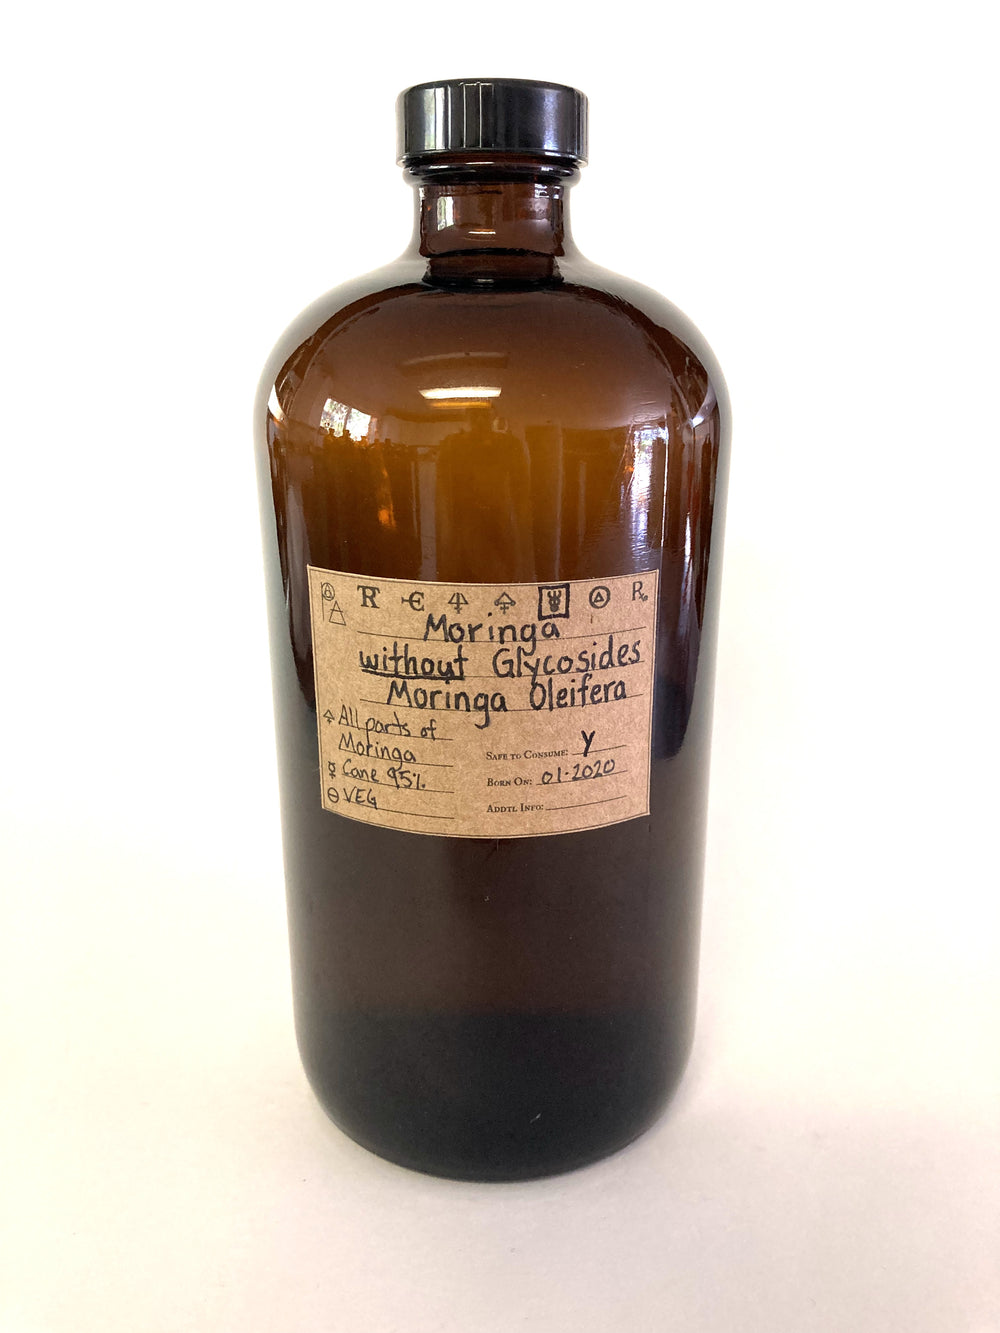 ℞
Moringa
without Glycosides
Moringa Oleifera
All parts of
Moringa
Cane 95%
VEG
SAFE TO CONSUME: Y
BORN ON: 01-2020
ADDTL INFO: